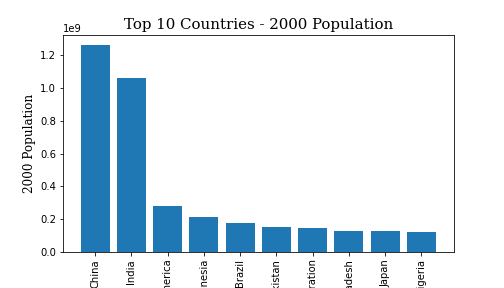 Top 10 Countries - 2000 Population
1e9
1.2
1.0
0.8
0.6
0.4
0.2
0.0
2000 Population
China
India
merica
nesia
Brazil
kistan
ration
adesh
Japan
igeria